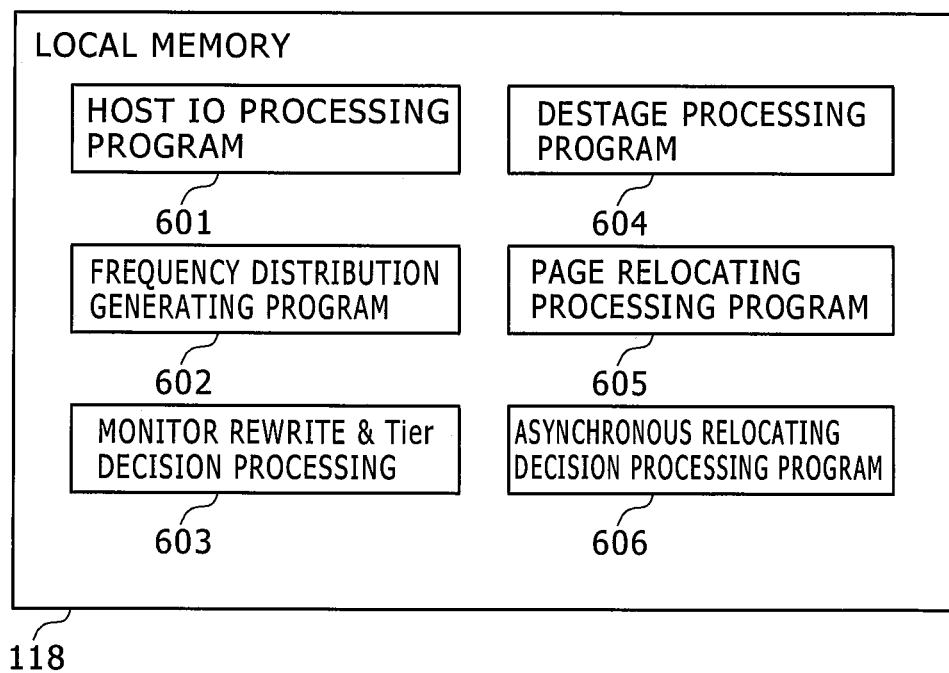 LOCAL MEMORY
HOST IO PROCESSING
PROGRAM
601
DESTAGE PROCESSING
PROGRAM
604
FREQUENCY DISTRIBUTION
GENERATING PROGRAM
602
PAGE RELOCATING
PROCESSING PROGRAM
605
MONITOR REWRITE & Tier
DECISION PROCESSING
603
ASYNCHRONOUS RELOCATING
DECISION PROCESSING PROGRAM
606
118